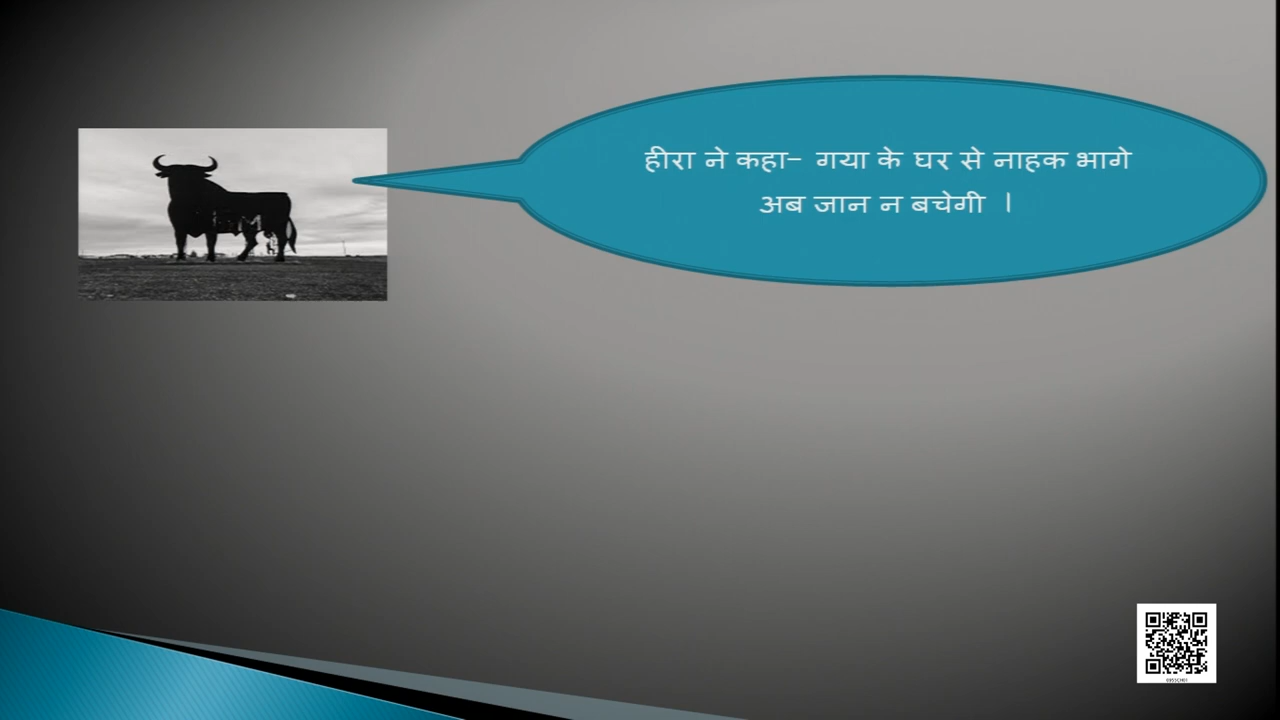 हीरा ने कहा– गया के घर से नाहक भागे
अब जान न बचेगी ।